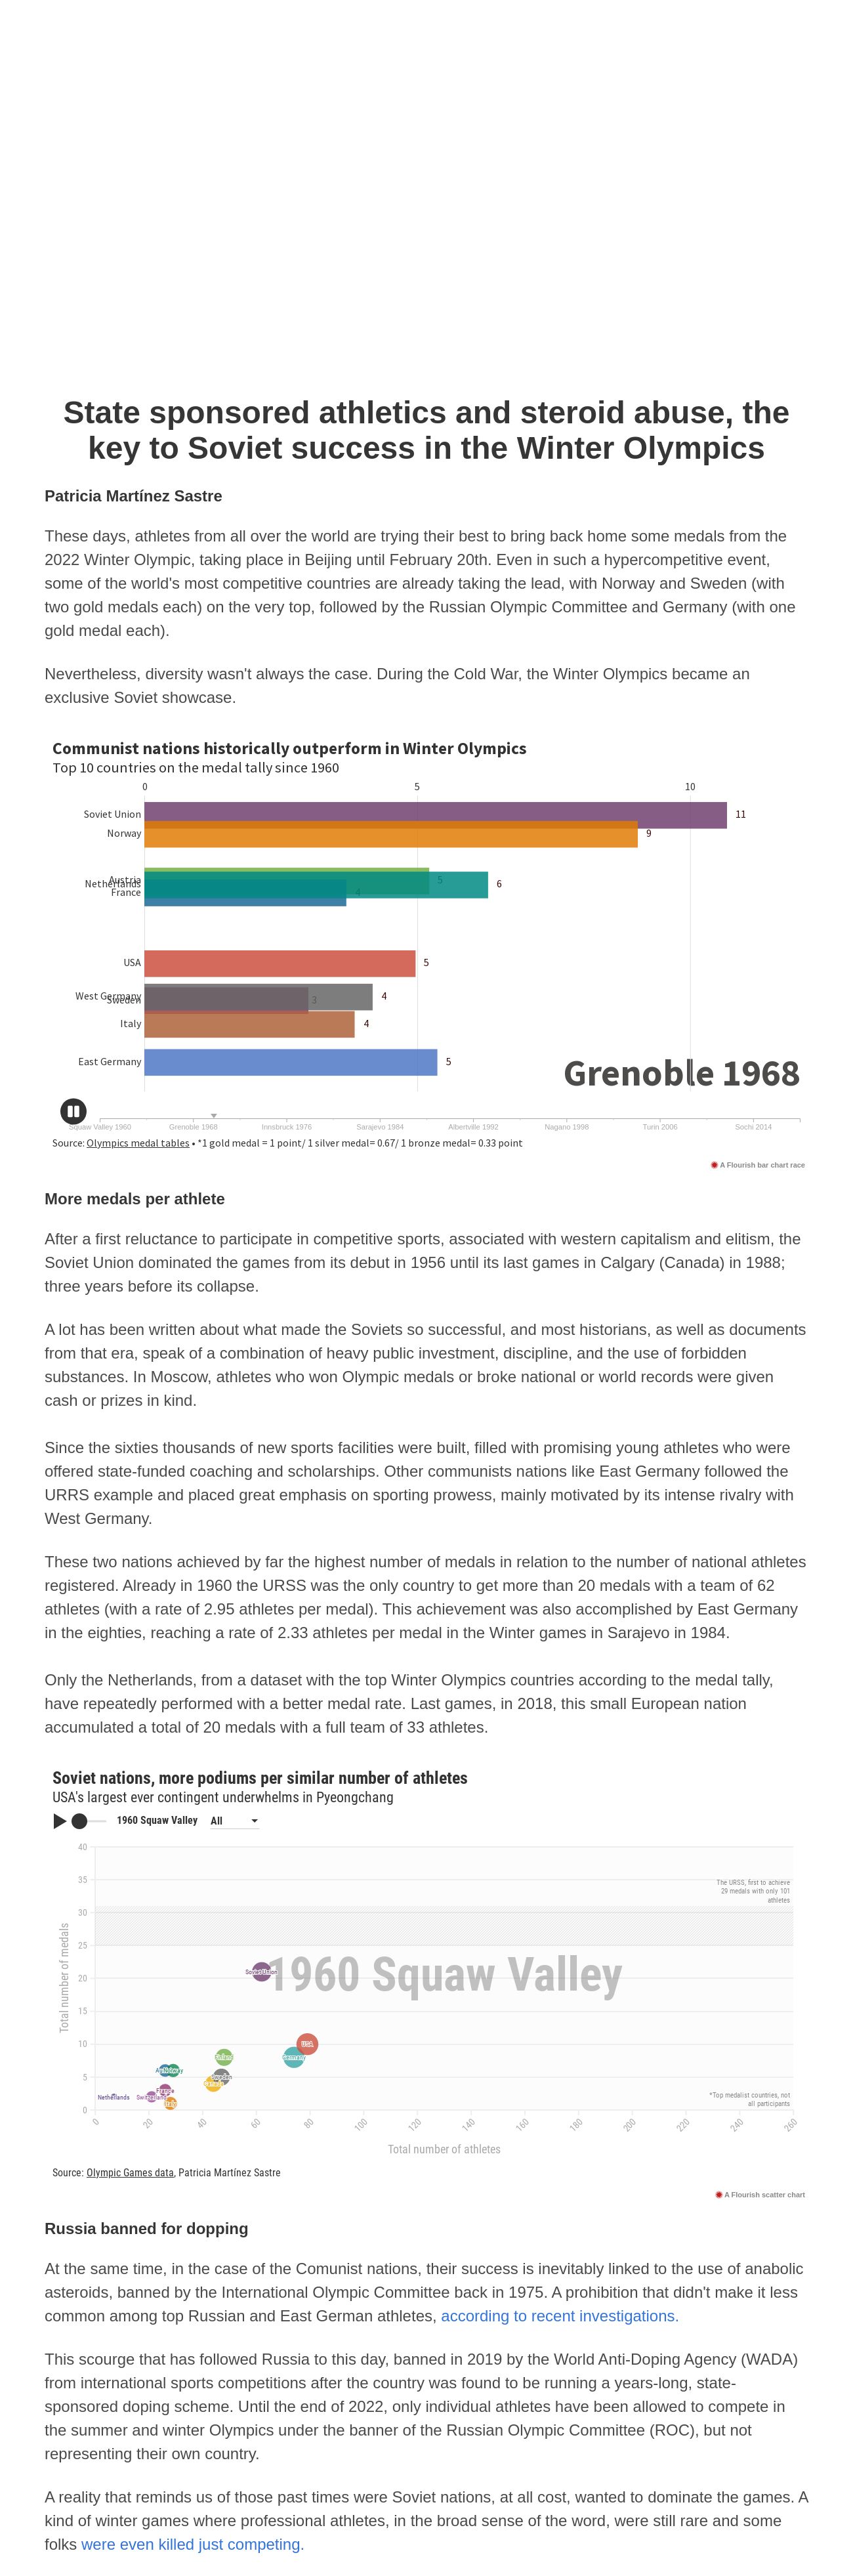 State sponsored athletics and steroid abuse, the
key to Soviet success in the Winter Olympics
Patricia Martínez Sastre
These days, athletes from all over the world are trying their best to bring back home some medals from the
2022 Winter Olympic, taking place in Beijing until February 20th. Even in such a hypercompetitive event,
some of the world's most competitive countries are already taking the lead, with Norway and Sweden (with
two gold medals each) on the very top, followed by the Russian Olympic Committee and Germany (with one
gold medal each).
Nevertheless, diversity wasn't always the case. During the Cold War, the Winter Olympics became an
exclusive Soviet showcase.
Communist nations historically outperform in Winter Olympics
Top 10 countries on the medal tally since 1960
0 5 10
Soviet Union 11
Norway 9
Austria 5
Netherlands 6
France 4
USA 5
West Germany 4
Sweden 3
Italy 4
East Germany 5
Grenoble 1968
Squaw Valley 1960 Grenoble 1968 Innsbruck 1976 Sarajevo 1984 Albertville 1992 Nagano 1998 Turin 2006 Sochi 2014
Source: Olympics medal tables • *1 gold medal = 1 point/ 1 silver medal= 0.67/ 1 bronze medal= 0.33 point
A Flourish bar chart race
More medals per athlete
After a first reluctance to participate in competitive sports, associated with western capitalism and elitism, the
Soviet Union dominated the games from its debut in 1956 until its last games in Calgary (Canada) in 1988;
three years before its collapse.
A lot has been written about what made the Soviets so successful, and most historians, as well as documents
from that era, speak of a combination of heavy public investment, discipline, and the use of forbidden
substances. In Moscow, athletes who won Olympic medals or broke national or world records were given
cash or prizes in kind.
Since the sixties thousands of new sports facilities were built, filled with promising young athletes who were
offered state-funded coaching and scholarships. Other communists nations like East Germany followed the
URRS example and placed great emphasis on sporting prowess, mainly motivated by its intense rivalry with
West Germany.
These two nations achieved by far the highest number of medals in relation to the number of national athletes
registered. Already in 1960 the URSS was the only country to get more than 20 medals with a team of 62
athletes (with a rate of 2.95 athletes per medal). This achievement was also accomplished by East Germany
in the eighties, reaching a rate of 2.33 athletes per medal in the Winter games in Sarajevo in 1984.
Only the Netherlands, from a dataset with the top Winter Olympics countries according to the medal tally,
have repeatedly performed with a better medal rate. Last games, in 2018, this small European nation
accumulated a total of 20 medals with a full team of 33 athletes.
Soviet nations, more podiums per similar number of athletes
USA's largest ever contingent underwhelms in Pyeongchang
1960 Squaw Valley All
40
35
The URSS, first to achieve
29 medals with only 101
athletes
30
25
1960 Squaw Valley
Soviet Union
20
15
10
USA
Germany
Norway
5
Netherlands
Switzerland
France
Sweden
*Top medalist countries, not
all participants
0
Total number of medals
0 20 40 60 80 100 120 140 160 180 200 220 240 260
Total number of athletes
Source: Olympic Games data, Patricia Martínez Sastre
A Flourish scatter chart
Russia banned for dopping
At the same time, in the case of the Comunist nations, their success is inevitably linked to the use of anabolic
asteroids, banned by the International Olympic Committee back in 1975. A prohibition that didn't make it less
common among top Russian and East German athletes, according to recent investigations.
This scourge that has followed Russia to this day, banned in 2019 by the World Anti-Doping Agency (WADA)
from international sports competitions after the country was found to be running a years-long, state-
sponsored doping scheme. Until the end of 2022, only individual athletes have been allowed to compete in
the summer and winter Olympics under the banner of the Russian Olympic Committee (ROC), but not
representing their own country.
A reality that reminds us of those past times were Soviet nations, at all cost, wanted to dominate the games. A
kind of winter games where professional athletes, in the broad sense of the word, were still rare and some
folks were even killed just competing.